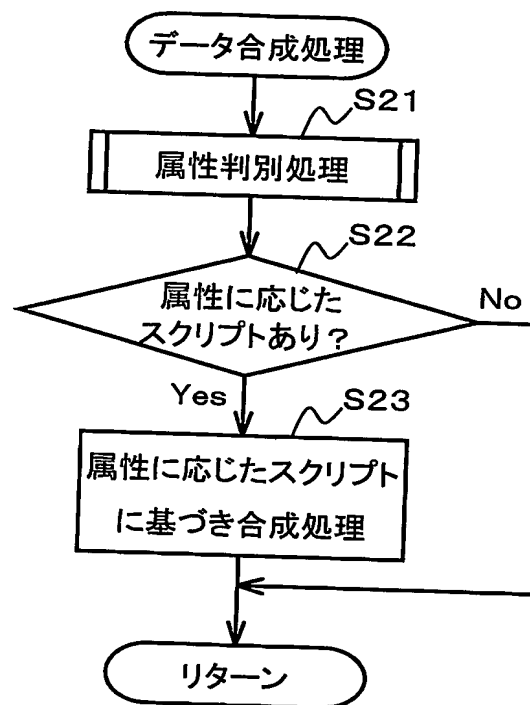 データ合成処理
S21
属性判別処理
S22
属性に応じた
スクリプトあり?
No
Yes
S23
属性に応じたスクリプト
に基づき合成処理
リターン